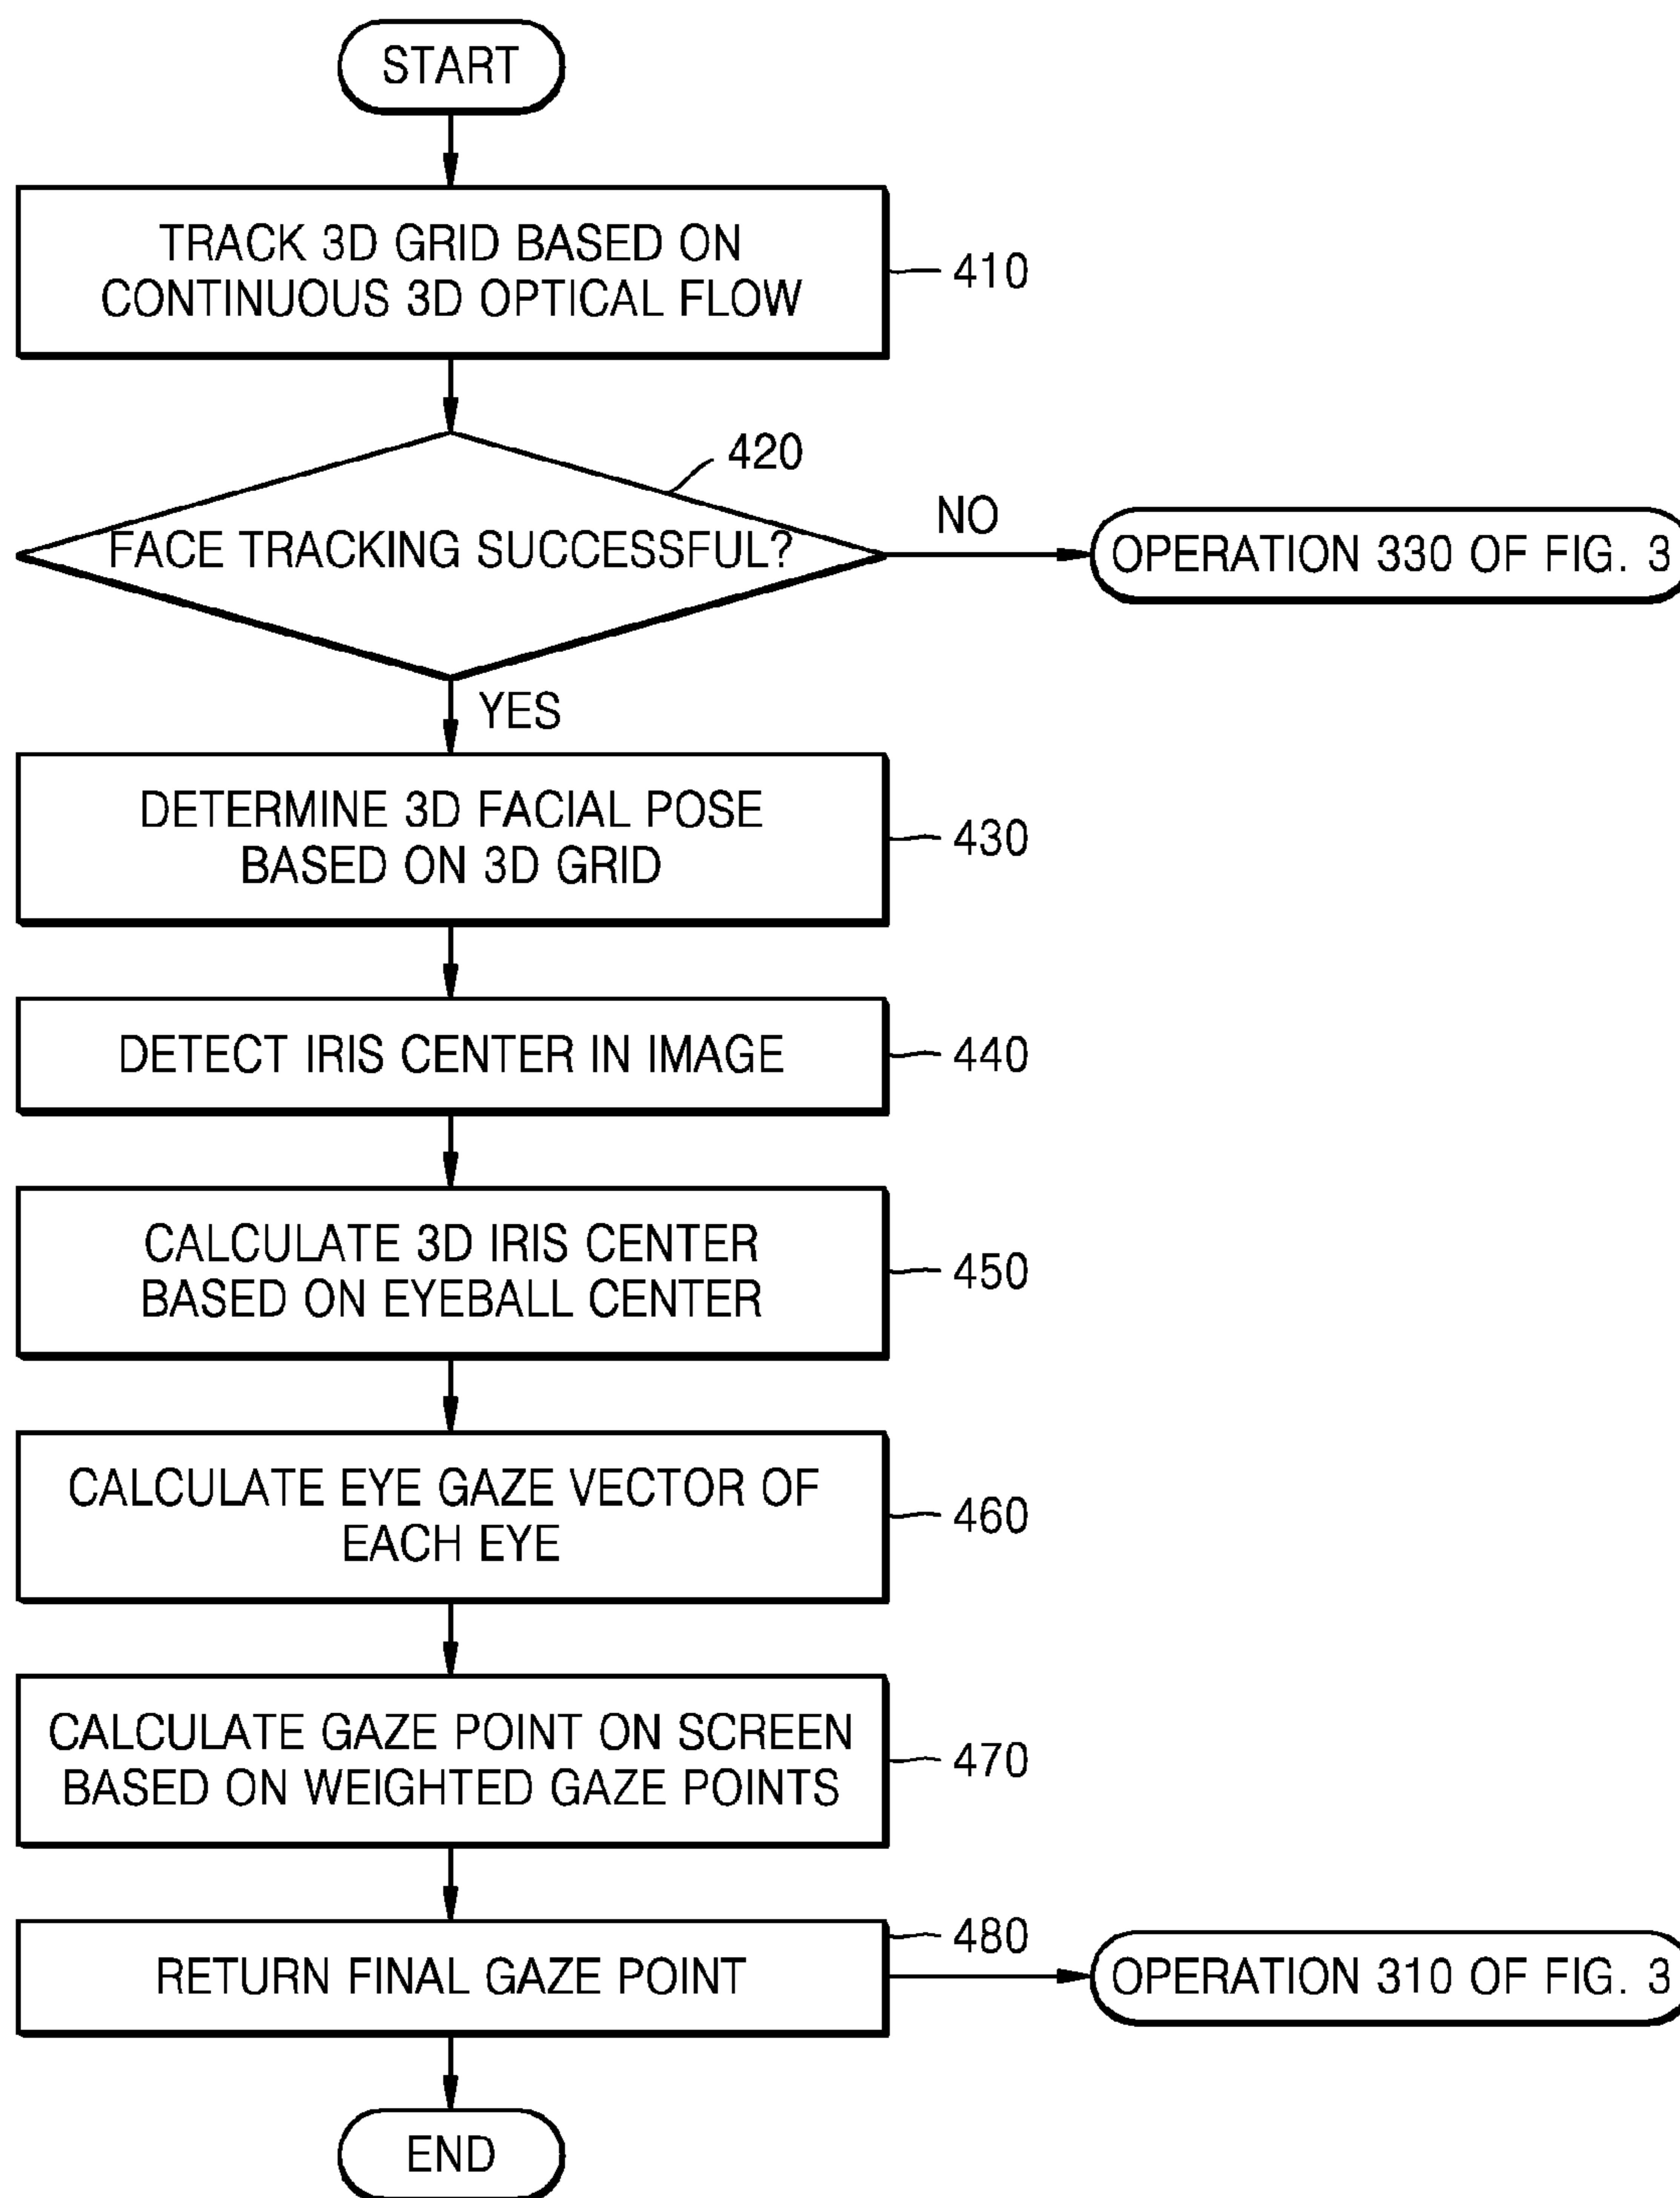 START
TRACK 3D GRID BASED ON
CONTINUOUS 3D OPTICAL FLOW
410
420
FACE TRACKING SUCCESSFUL?
NO
OPERATION 330 OF FIG. 3
YES
DETERMINE 3D FACIAL POSE
BASED ON 3D GRID
430
DETECT IRIS CENTER IN IMAGE
440
CALCULATE 3D IRIS CENTER
BASED ON EYEBALL CENTER
450
CALCULATE EYE GAZE VECTOR OF
EACH EYE
460
CALCULATE GAZE POINT ON SCREEN
BASED ON WEIGHTED GAZE POINTS
470
RETURN FINAL GAZE POINT
480
OPERATION 310 OF FIG. 3
END